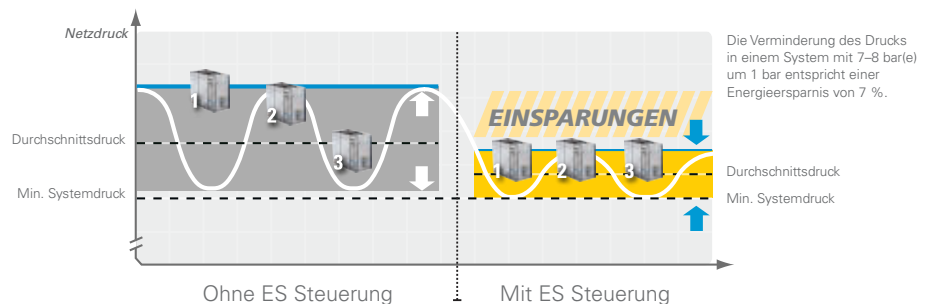 Netzdruck
Durchschnittsdruck
Min. Systemdruck
1
2
3
EINSPARUNGEN
1
2
3
Durchschnittsdruck
Min. Systemdruck
Die Verminderung des Drucks
in einem System mit 7–8 bar(e)
um 1 bar entspricht einer
Energieersparnis von 7 %.
Ohne ES Steuerung
Mit ES Steuerung